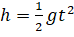 h = ½gt²